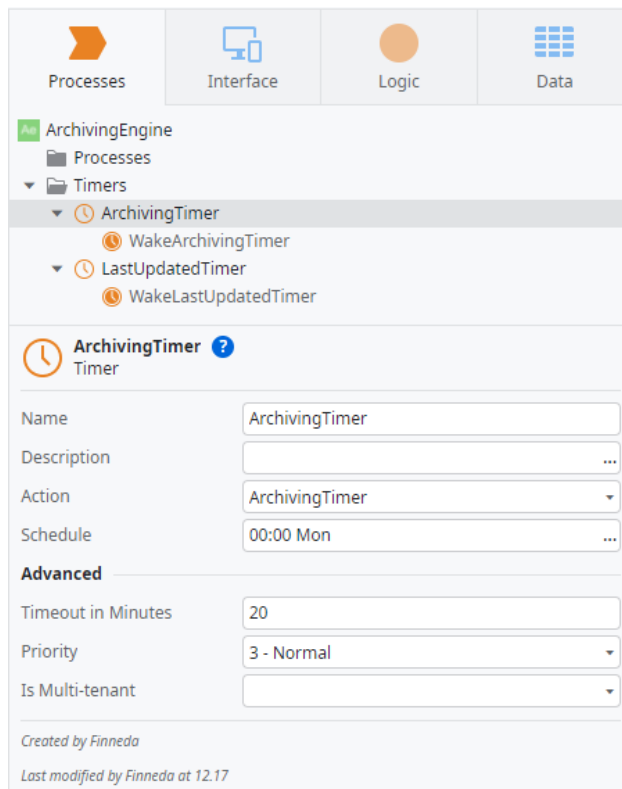 Processes
Interface
Logic
Data
Ae ArchivingEngine
Processes
Timers
ArchivingTimer
WakeArchivingTimer
LastUpdatedTimer
WakeLastUpdatedTimer
ArchivingTimer ?
Timer
Name ArchivingTimer
Description ...
Action ArchivingTimer
Schedule 00:00 Mon ...
Advanced
Timeout in Minutes 20
Priority 3 - Normal
Is Multi-tenant
Created by Finneda
Last modified by Finneda at 12.17